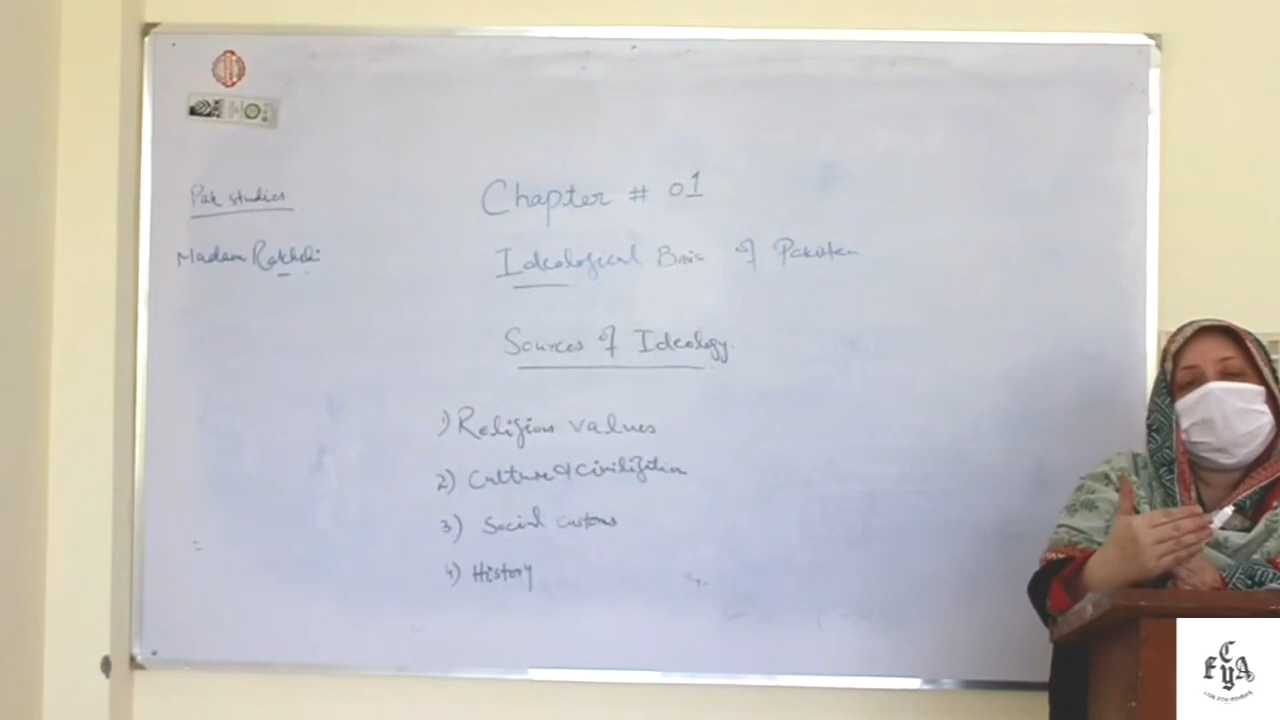 Pak studies
Madam
Chapter # 01
Ideological Basis of Pakistan
Sources of Ideology
1) Religious values
2) Culture & civilization
3) Social customs
4) History